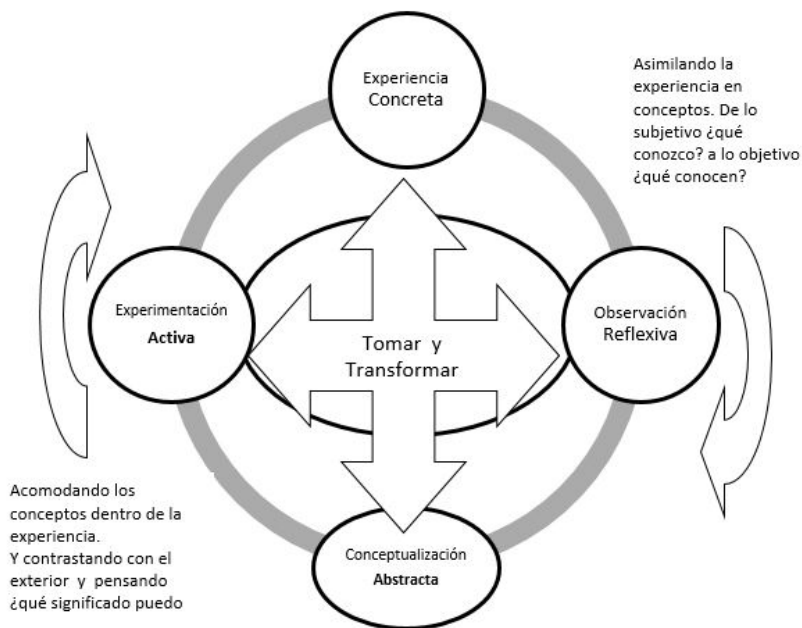 Experiencia
Concreta
Asimilando la
experiencia en
conceptos. De lo
subjetivo ¿qué
conozco? a lo objetivo
¿qué conocen?
Experimentación
Activa
Tomar y
Transformar
Observación
Reflexiva
Acomodando los
conceptos dentro de la
experiencia.
Y contrastando con el
exterior y pensando
¿qué significado puedo
Conceptualización
Abstracta